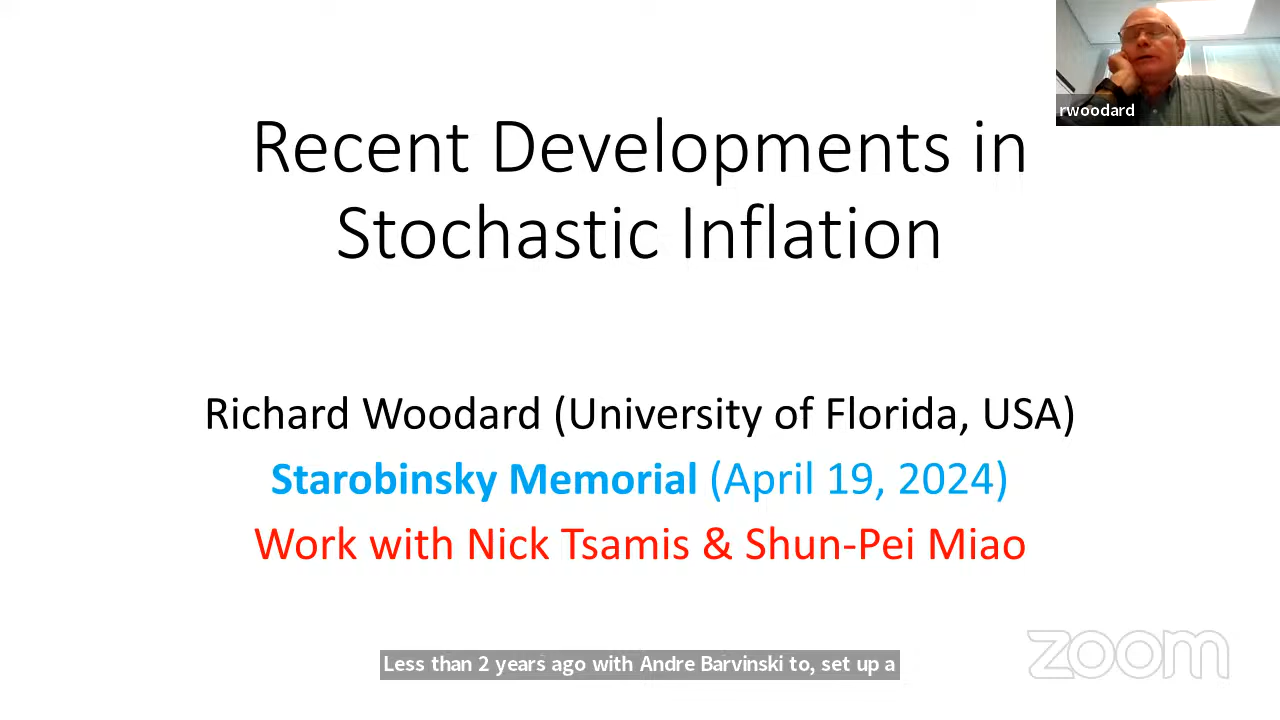 rwoodard
Recent Developments in
Stochastic Inflation
Richard Woodard (University of Florida, USA)
Starobinsky Memorial (April 19, 2024)
Work with Nick Tsamis & Shun-Pei Miao
Less than 2 years ago with Andre Barvinski to, set up a
zoom